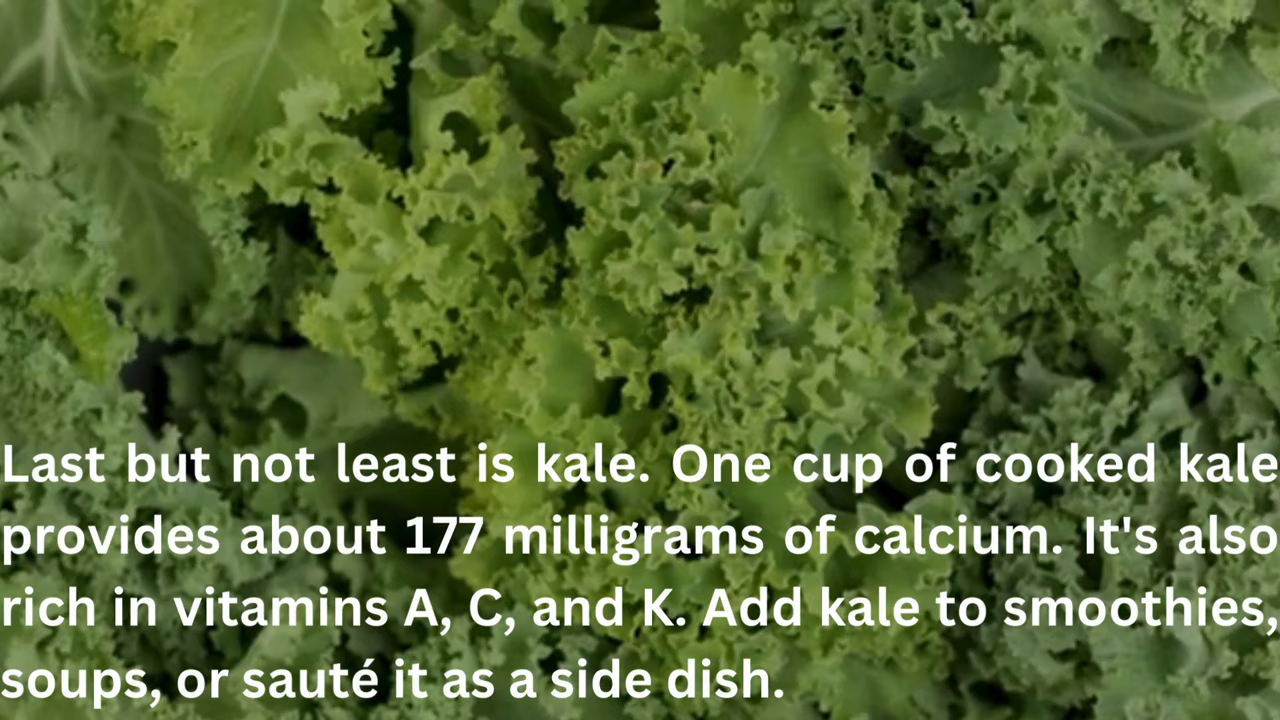 Last but not least is kale. One cup of cooked kale
provides about 177 milligrams of calcium. It's also
rich in vitamins A, C, and K. Add kale to smoothies,
soups, or sauté it as a side dish.